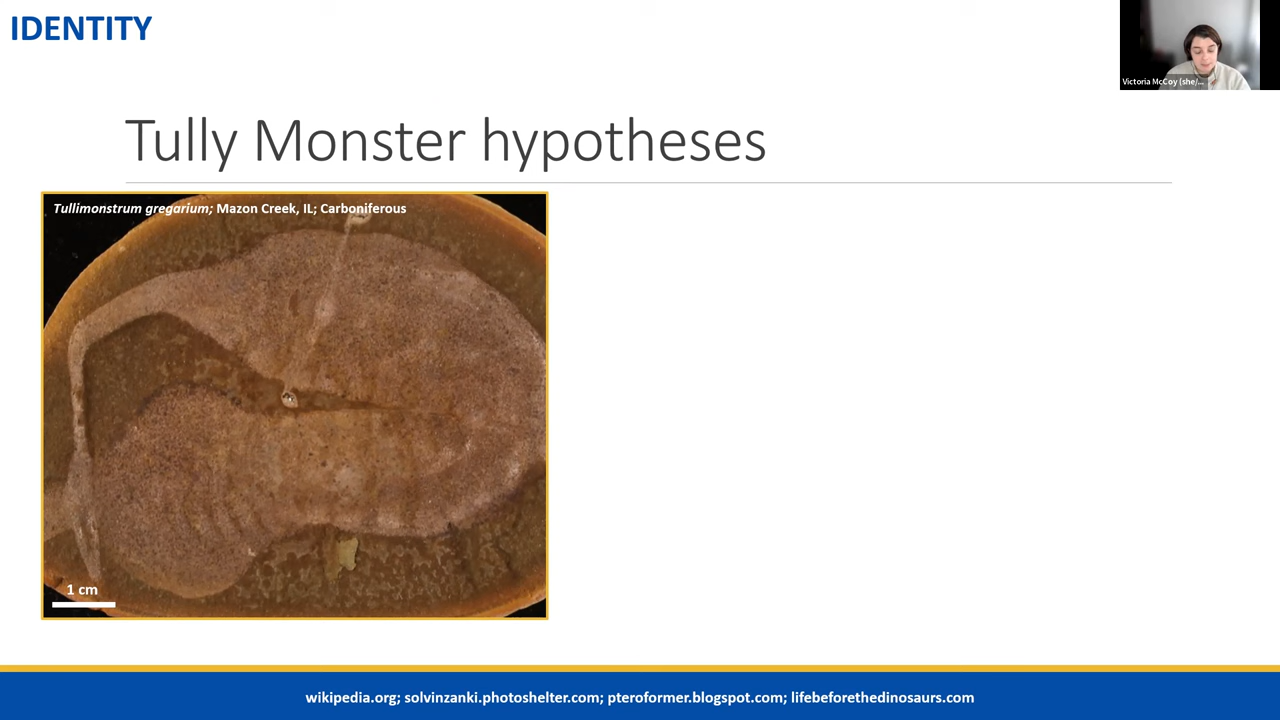 IDENTITY
Victoria McCoy (she/...
Tully Monster hypotheses
Tullimonstrum gregarium; Mazon Creek, IL; Carboniferous
1 cm
wikipedia.org; solvinzanki.photoshelter.com; pteroformer.blogspot.com; lifebeforethedinosaurs.com